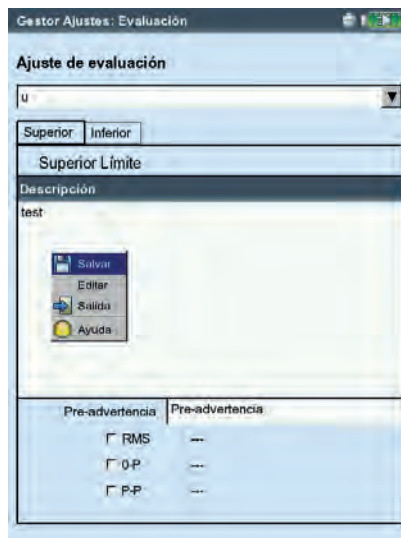 Gestor Ajustes: Evaluación
Ajuste de evaluación
u
Superior Inferior
Superior Límite
Descripción
test
Salvar
Editar
Salida
Ayuda
Pre-advertencia Pre-advertencia
RMS ---
0-P ---
P-P ---